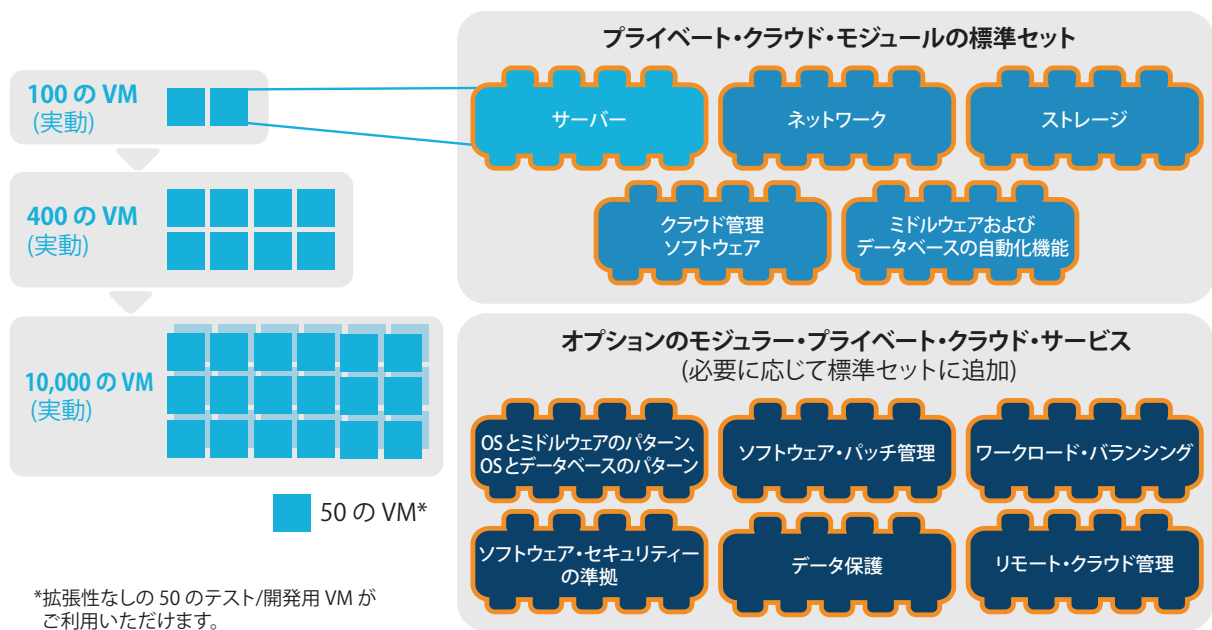 100 の VM
(実動)
400 の VM
(実動)
10,000 の VM
(実動)
50 の VM*
*拡張性なしの 50 のテスト/開発用 VM が
ご利用いただけます。
プライベート・クラウド・モジュールの標準セット
サーバー
ネットワーク
ストレージ
クラウド管理
ソフトウェア
ミドルウェアおよび
データベースの自動化機能
オプションのモジュラー・プライベート・クラウド・サービス
(必要に応じて標準セットに追加)
OS とミドルウェアのパターン、
OS とデータベースのパターン
ソフトウェア・パッチ管理
ワークロード・バランシング
ソフトウェア・セキュリティー
の準拠
データ保護
リモート・クラウド管理